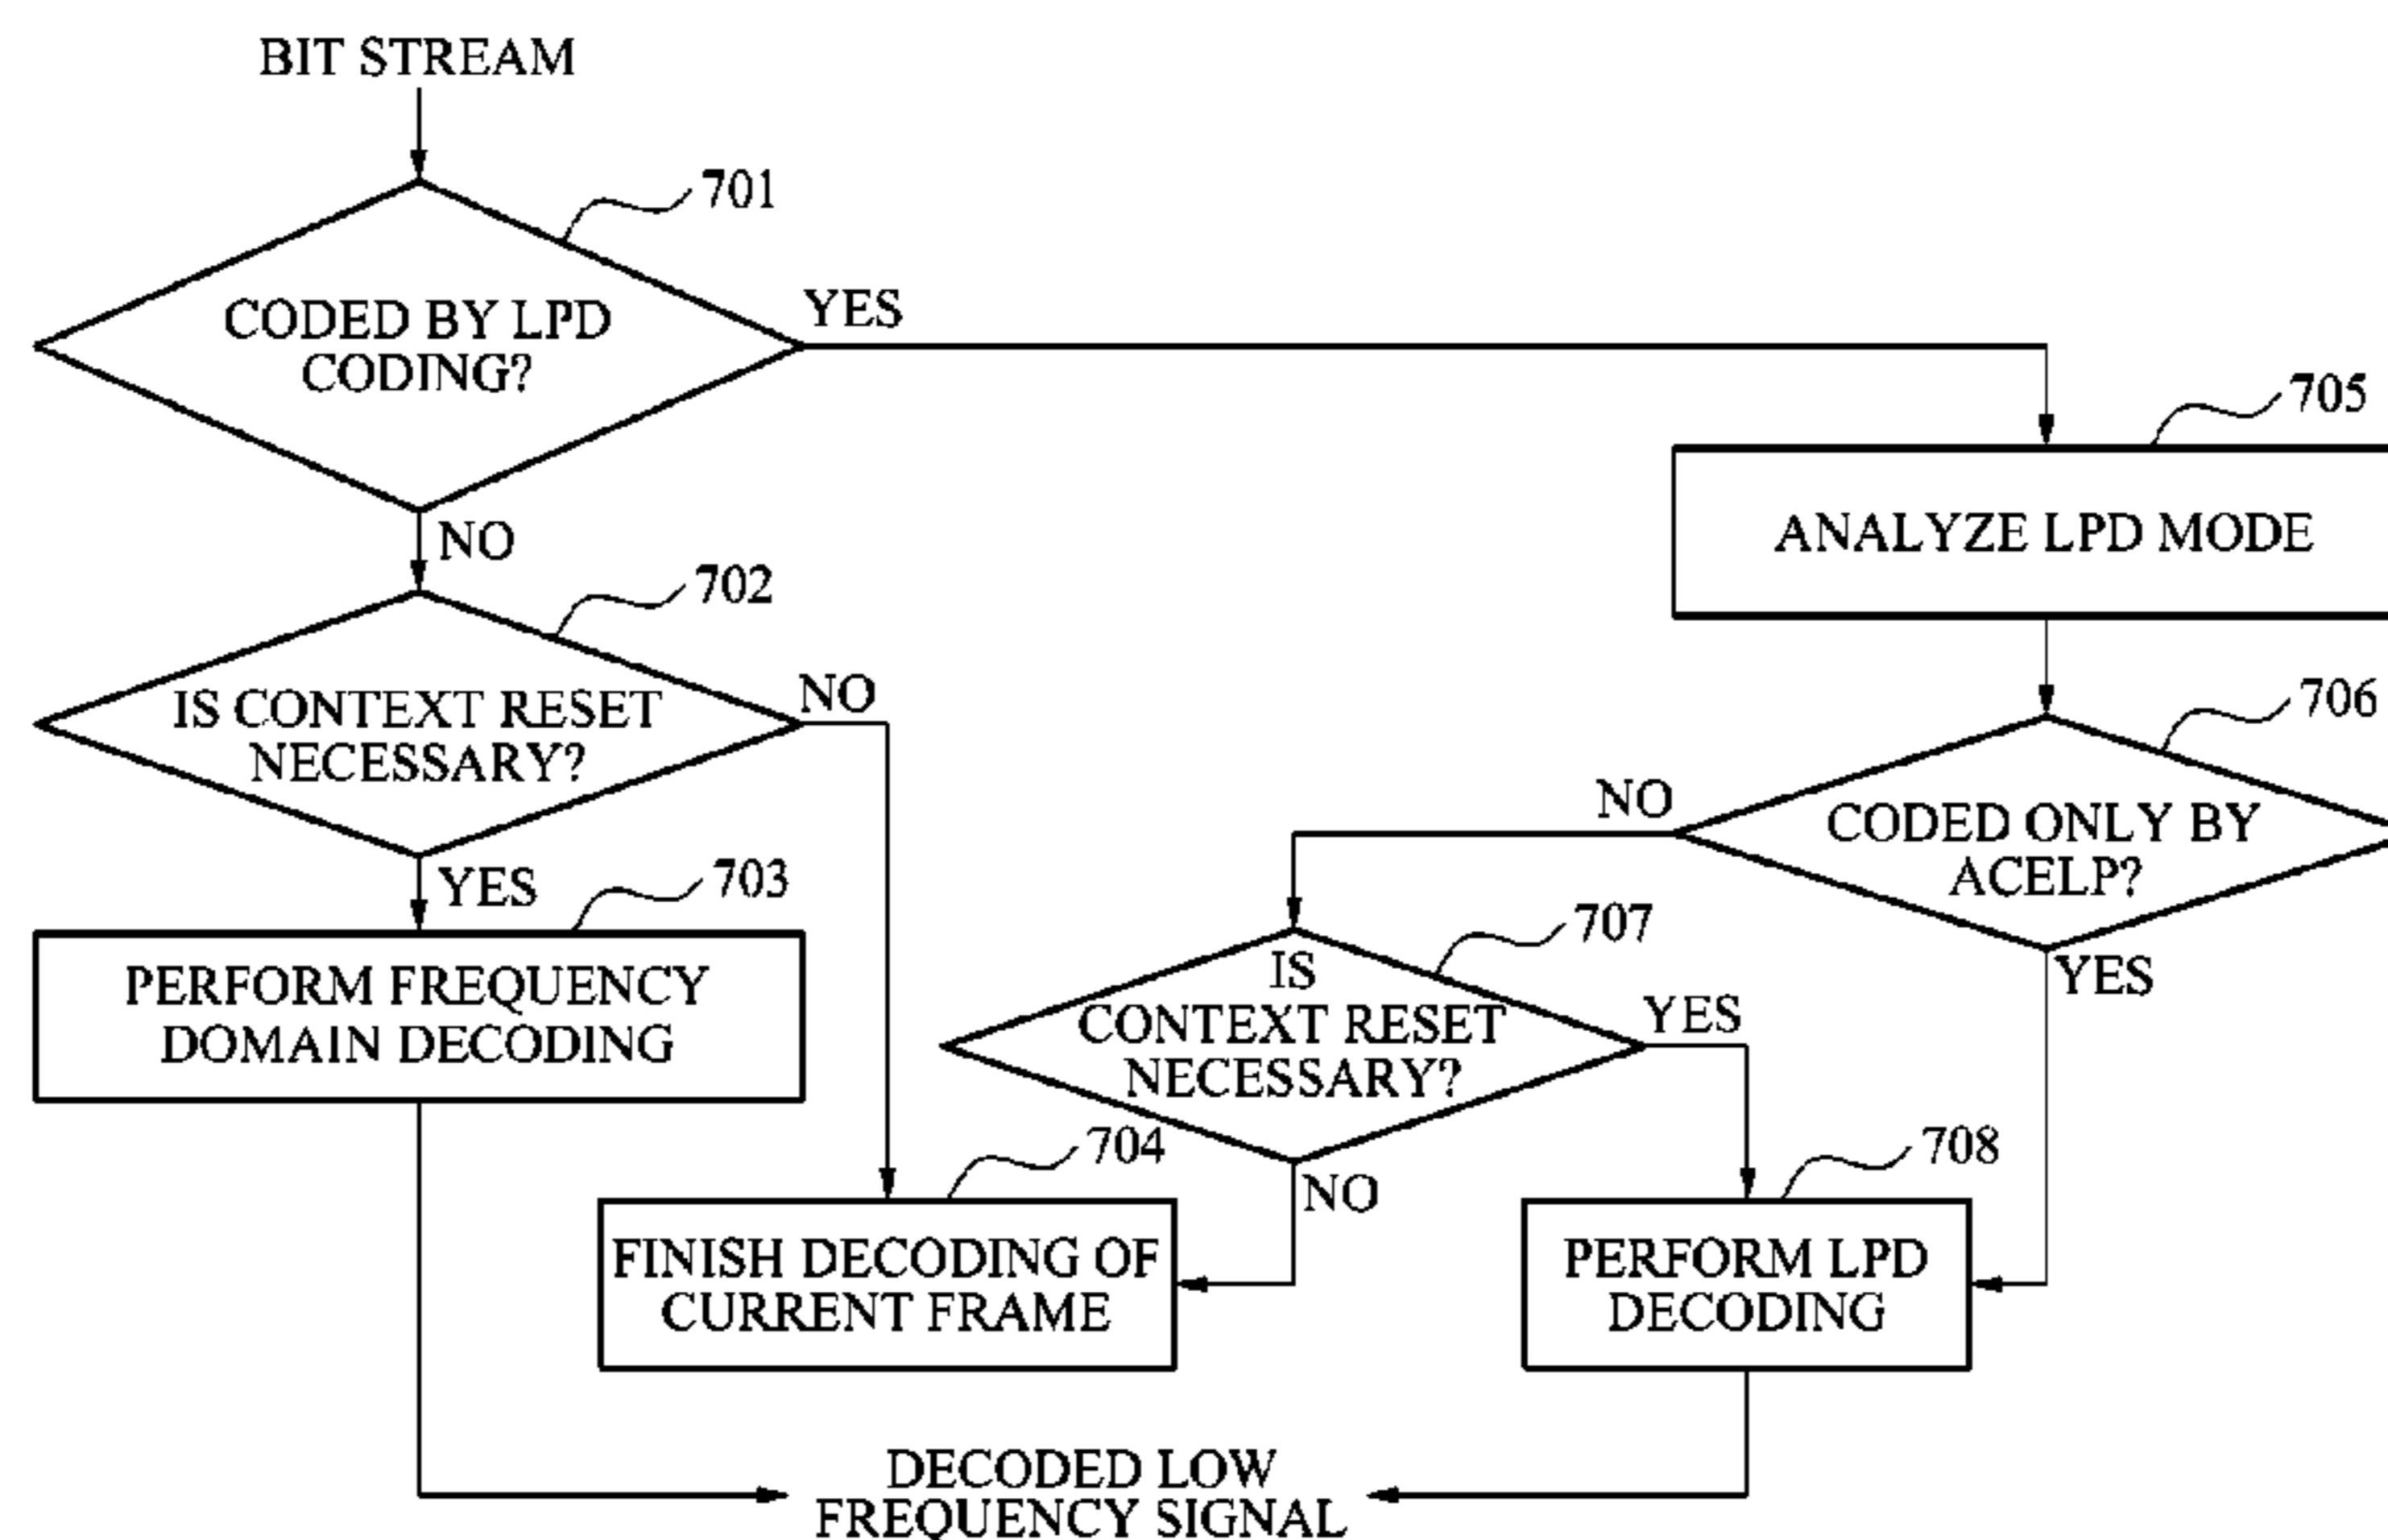 BIT STREAM
701
CODED BY LPD
CODING?
YES
NO
705
ANALYZE LPD MODE
702
IS CONTEXT RESET
NECESSARY?
NO
YES
706
CODED ONLY BY
ACELP?
NO
YES
703
PERFORM FREQUENCY
DOMAIN DECODING
707
IS
CONTEXT RESET
NECESSARY?
YES
NO
704
FINISH DECODING OF
CURRENT FRAME
708
PERFORM LPD
DECODING
DECODED LOW
FREQUENCY SIGNAL